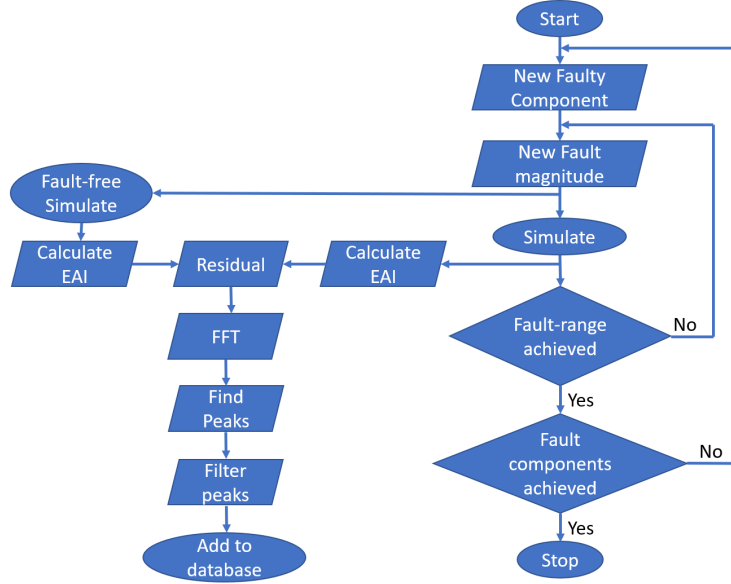 Start
New Faulty
Component
New Fault
magnitude
Fault-free
Simulate
Simulate
Calculate
EAI
Residual
Calculate
EAI
FFT
Fault-range
achieved
No
Yes
Find
Peaks
Fault
components
achieved
No
Filter
peaks
Yes
Add to
database
Stop